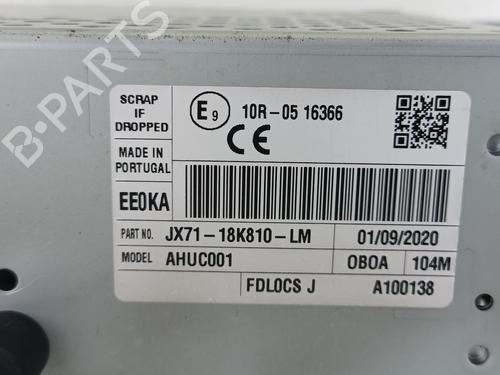 SCRAP
IF
DROPPED
E9 10R-05 16366
CE
MADE IN
PORTUGAL
EE0KA
PART NO. JX71-18K810-LM 01/09/2020
MODEL AHUC001 0B0A 104M
FDL0CS J A100138
B-PARTS